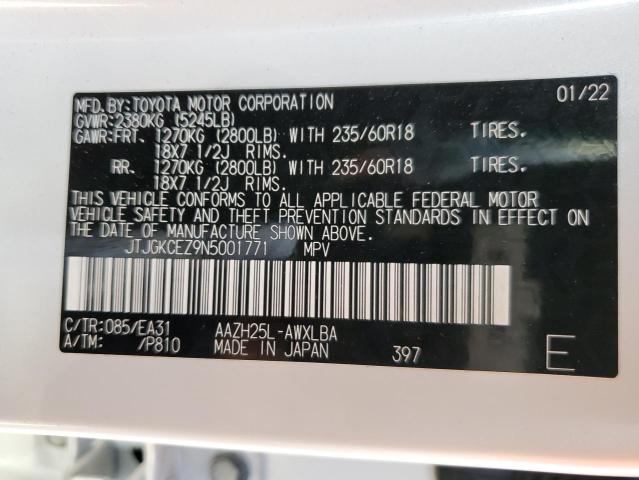 MFD.BY:TOYOTA MOTOR CORPORATION 01/22
GVWR:2380KG (5245LB)
GAWR:FRT. 1270KG (2800LB) WITH 235/60R18 TIRES.
18X7 1/2J RIMS.
RR. 1270KG (2800LB) WITH 235/60R18 TIRES.
18X7 1/2J RIMS.
THIS VEHICLE CONFORMS TO ALL APPLICABLE FEDERAL MOTOR
VEHICLE SAFETY AND THEFT PREVENTION STANDARDS IN EFFECT ON
THE DATE OF MANUFACTURE SHOWN ABOVE.
JTJGKCEZ9N5001771 MPV
C/TR:085/EA31 AAZH25L-AWXLBA
A/TM: /P810 MADE IN JAPAN 397 E